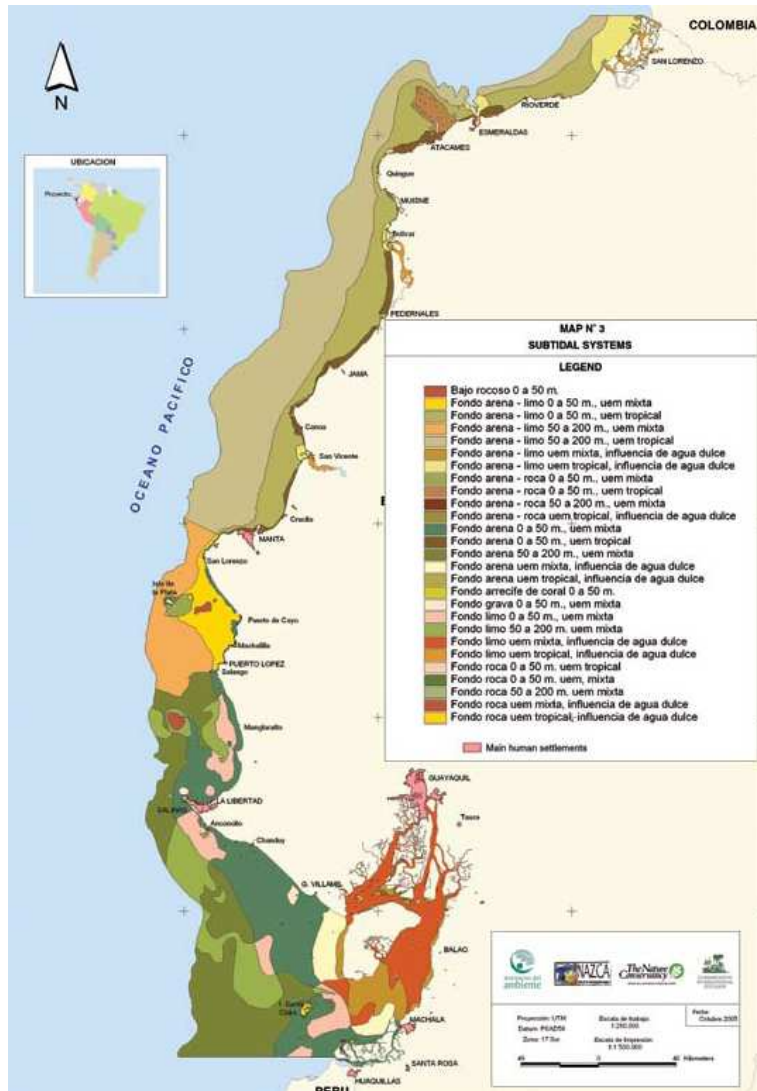 COLOMBIA
SAN LORENZO
N
RIOVERDE
ESMERALDAS
ATACAMES
UBICACION
Proyecto
Quingue
MUISNE
Bolivar
PEDERNALES
MAP N° 3
SUBTIDAL SYSTEMS
LEGEND
Bajo rocoso 0 a 50 m.
Fondo arena - limo 0 a 50 m., uem mixta
Fondo arena - limo 0 a 50 m., uem tropical
Fondo arena - limo 50 a 200 m., uem mixta
Fondo arena - limo 50 a 200 m., uem tropical
Fondo arena - limo uem mixta, influencia de agua dulce
Fondo arena - limo uem tropical, influencia de agua dulce
Fondo arena - roca 0 a 50 m., uem mixta
Fondo arena - roca 0 a 50 m., uem tropical
Fondo arena - roca 50 a 200 m., uem mixta
Fondo arena - roca uem tropical, influencia de agua dulce
Fondo arena 0 a 50 m., uem mixta
Fondo arena 0 a 50 m., uem tropical
Fondo arena 50 a 200 m., uem mixta
Fondo arena uem mixta, influencia de agua dulce
Fondo arena uem tropical, influencia de agua dulce
Fondo arrecife de coral 0 a 50 m.
Fondo grava 0 a 50 m., uem mixta
Fondo limo 0 a 50 m., uem mixta
Fondo limo 50 a 200 m. uem mixta
Fondo limo uem mixta, influencia de agua dulce
Fondo limo uem tropical, influencia de agua dulce
Fondo roca 0 a 50 m. uem tropical
Fondo roca 0 a 50 m. uem, mixta
Fondo roca 50 a 200 m. uem mixta
Fondo roca uem mixta, influencia de agua dulce
Fondo roca uem tropical, influencia de agua dulce
Main human settlements
OCEANO PACIFICO
JAMA
Canoa
San Vicente
Crucita
MANTA
San Lorenzo
Isla de
la Plata
Puerto de Cayo
Machalilla
PUERTO LOPEZ
Salango
Manglaralto
GUAYAQUIL
LA LIBERTAD
SALINAS
Anconcito
Chanduy
Taura
G. VILLAMIL
BALAO
I. Santa
Clara
MACHALA
SANTA ROSA
HUAQUILLAS
PERU
ambiente
NAZCA
The Nature
Conservancy
Proyección: UTM
Datum: PSAD56
Zona: 17 Sur
Escala de trabajo:
1:250.000
Escala de Impresión:
1:1'500.000
Fecha:
Octubre 2005
0
Kilometers